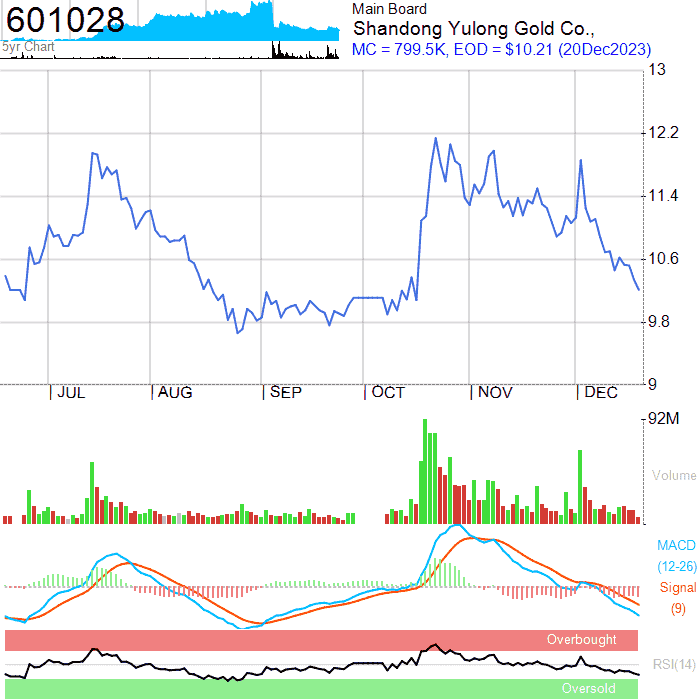 601028
5yr Chart
Main Board
Shandong Yulong Gold Co.,
MC = 799.5K, EOD = $10.21 (20Dec2023)
13
12.2
11.4
10.6
9.8
9
JUL
AUG
SEP
OCT
NOV
DEC
92M
Volume
MACD
(12-26)
Signal
(9)
Overbought
RSI(14)
Oversold